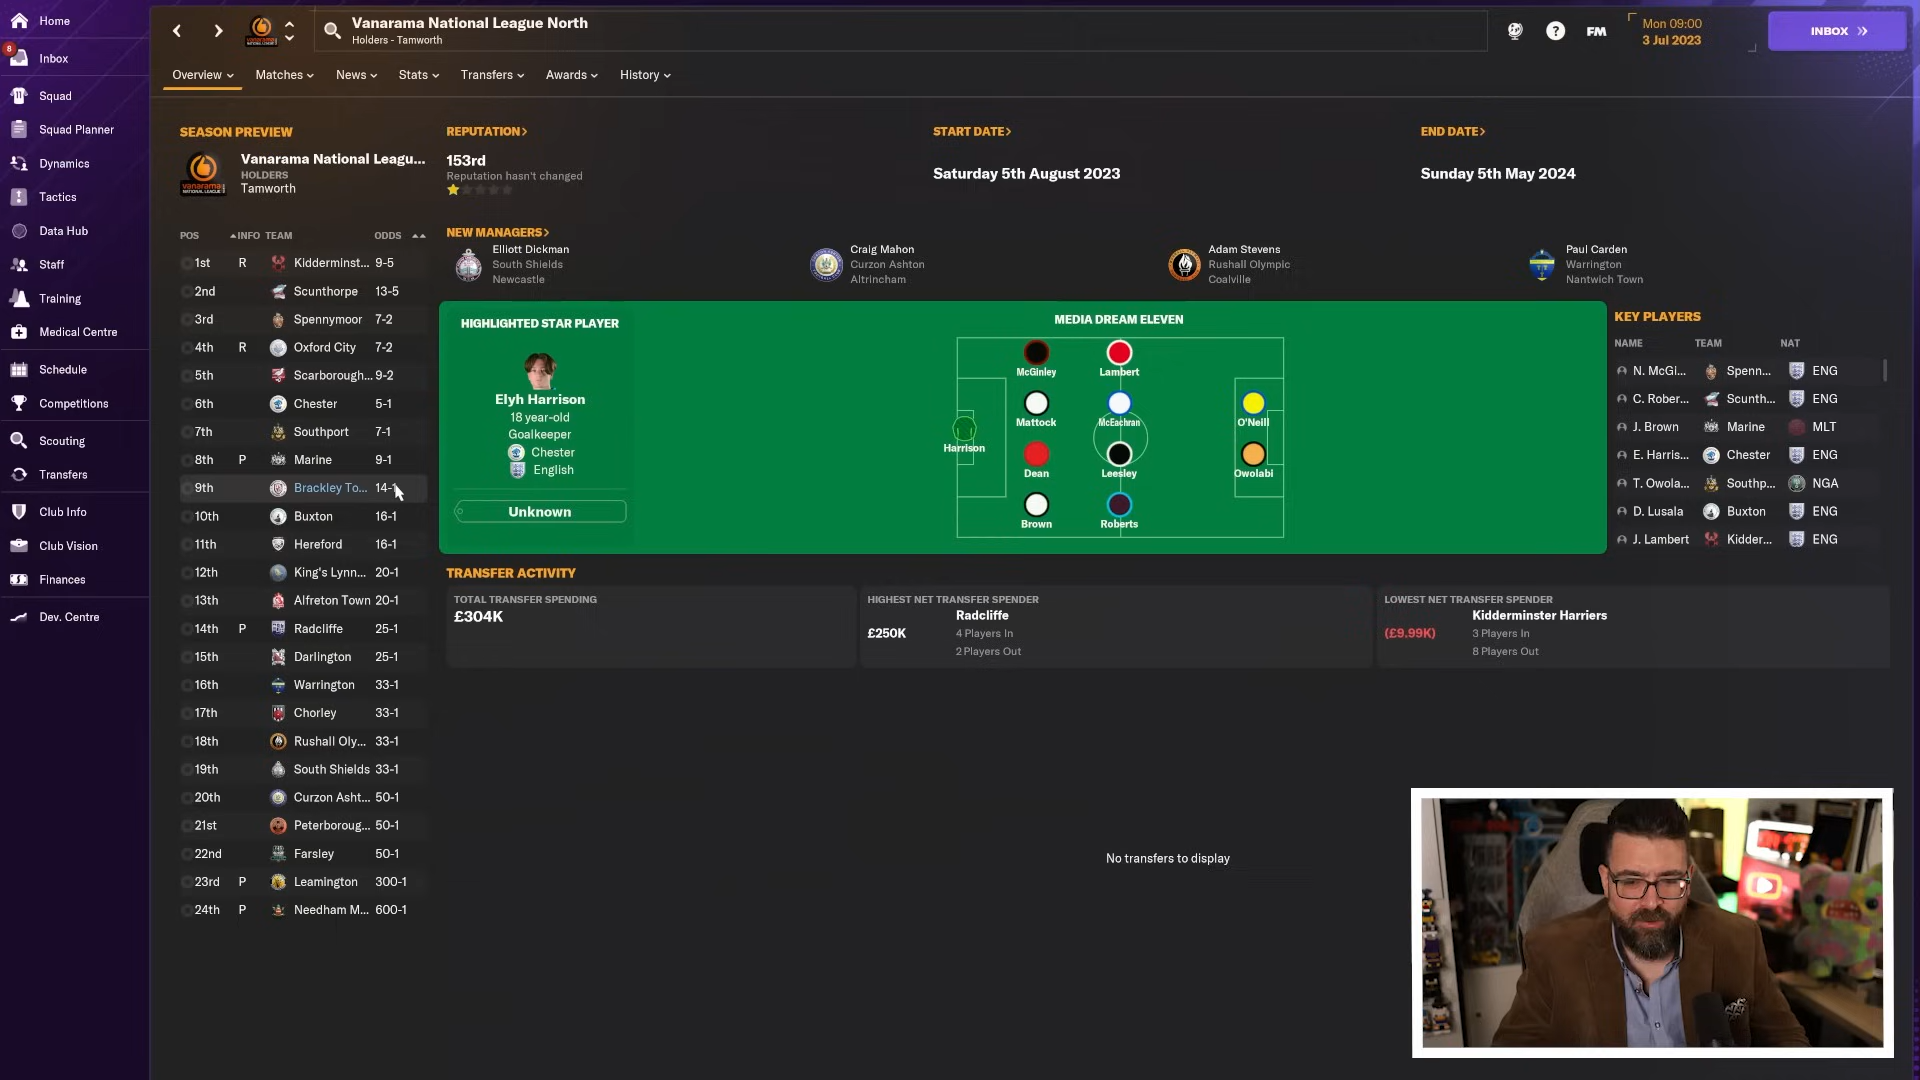 Home
8
Inbox
Squad
Squad Planner
Dynamics
Tactics
Data Hub
Staff
Training
Medical Centre
Schedule
Competitions
Scouting
Transfers
Club Info
Club Vision
Finances
Dev. Centre
Vanarama National League North
Holders - Tamworth
? FM
Mon 09:00
3 Jul 2023
INBOX
Overview Matches News Stats Transfers Awards History
SEASON PREVIEW
Vanarama National Leagu...
HOLDERS
Tamworth
REPUTATION>
153rd
Reputation hasn't changed
START DATE>
Saturday 5th August 2023
END DATE>
Sunday 5th May 2024
POS INFO TEAM ODDS
1st R Kidderminst... 9-5
2nd Scunthorpe 13-5
3rd Spennymoor 7-2
4th R Oxford City 7-2
5th Scarborough... 9-2
6th Chester 5-1
7th Southport 7-1
8th P Marine 9-1
9th Brackley To... 14-
10th Buxton 16-1
11th Hereford 16-1
12th King's Lynn... 20-1
13th Alfreton Town 20-1
14th P Radcliffe 25-1
15th Darlington 25-1
16th Warrington 33-1
17th Chorley 33-1
18th Rushall Oly... 33-1
19th South Shields 33-1
20th Curzon Asht... 50-1
21st Peterboroug... 50-1
22nd Farsley 50-1
23rd P Leamington 300-1
24th P Needham M... 600-1
NEW MANAGERS>
Elliott Dickman
South Shields
Newcastle
Craig Mahon
Curzon Ashton
Altrincham
Adam Stevens
Rushall Olympic
Coalville
Paul Carden
Warrington
Nantwich Town
HIGHLIGHTED STAR PLAYER
Elyh Harrison
18 year-old
Goalkeeper
Chester
English
Unknown
MEDIA DREAM ELEVEN
McGinley Lambert
Mattock McEachran O'Neill
Harrison
Dean Leesley Owolabi
Brown Roberts
KEY PLAYERS
NAME TEAM NAT
N. McGi... Spenn... ENG
C. Rober... Scunth... ENG
J. Brown Marine MLT
E. Harris... Chester ENG
T. Owola... Southp... NGA
D. Lusala Buxton ENG
J. Lambert Kidder... ENG
TRANSFER ACTIVITY
TOTAL TRANSFER SPENDING
£304K
HIGHEST NET TRANSFER SPENDER
Radcliffe
£250K
4 Players In
2 Players Out
LOWEST NET TRANSFER SPENDER
Kidderminster Harriers
(£9.99K)
3 Players In
8 Players Out
No transfers to display